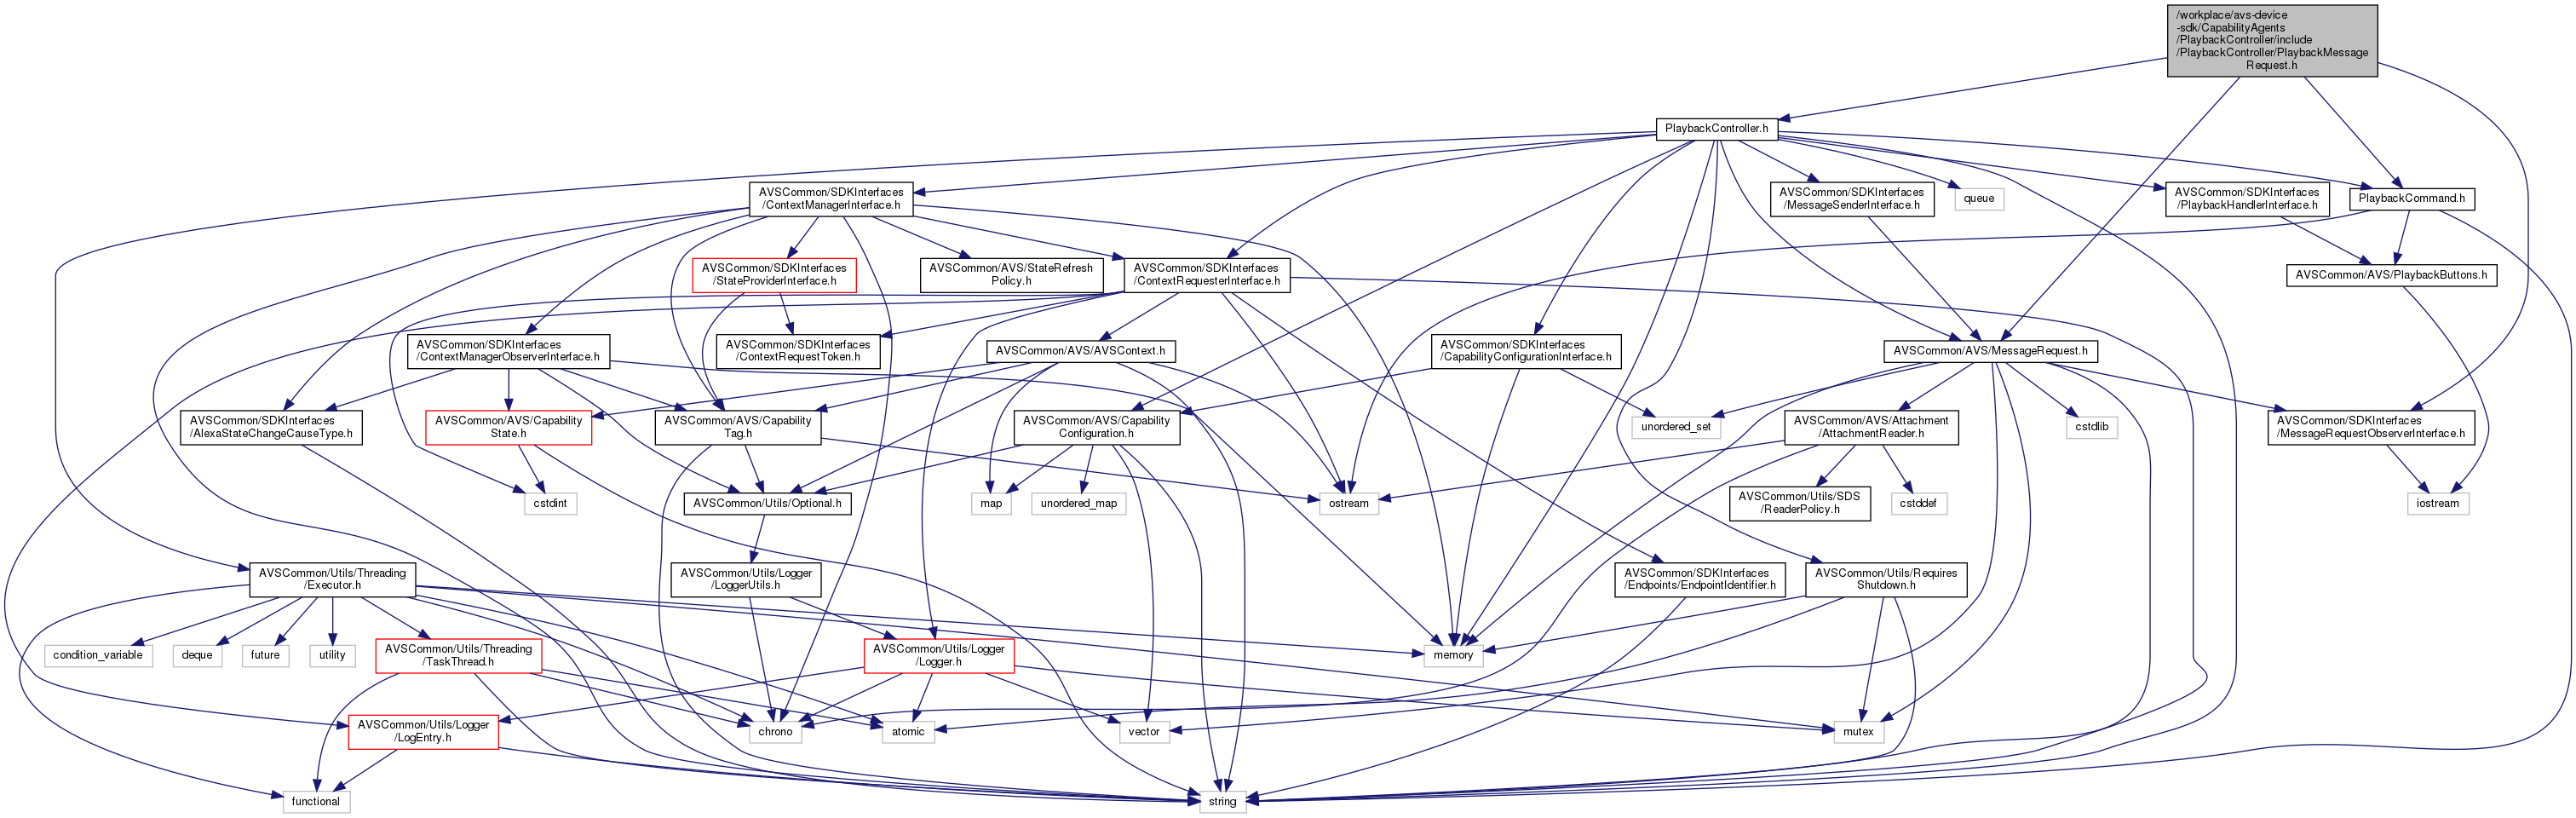 /workplace/avs-device
-sdk/CapabilityAgents
/PlaybackController/include
/PlaybackController/PlaybackMessage
Request.h
PlaybackController.h
AVSCommon/SDKInterfaces
/ContextManagerInterface.h
AVSCommon/SDKInterfaces
/MessageSenderInterface.h
queue
AVSCommon/SDKInterfaces
/PlaybackHandlerInterface.h
PlaybackCommand.h
AVSCommon/SDKInterfaces
/StateProviderInterface.h
AVSCommon/AVS/StateRefresh
Policy.h
AVSCommon/SDKInterfaces
/ContextRequesterInterface.h
AVSCommon/AVS/PlaybackButtons.h
AVSCommon/SDKInterfaces
/ContextManagerObserverInterface.h
AVSCommon/SDKInterfaces
/ContextRequestToken.h
AVSCommon/AVS/AVSContext.h
AVSCommon/SDKInterfaces
/CapabilityConfigurationInterface.h
AVSCommon/AVS/MessageRequest.h
AVSCommon/SDKInterfaces
/AlexaStateChangeCauseType.h
AVSCommon/AVS/Capability
State.h
AVSCommon/AVS/Capability
Tag.h
AVSCommon/AVS/Capability
Configuration.h
unordered_set
AVSCommon/AVS/Attachment
/AttachmentReader.h
cstdlib
AVSCommon/SDKInterfaces
/MessageRequestObserverInterface.h
cstdint
AVSCommon/Utils/Optional.h
map
unordered_map
ostream
AVSCommon/Utils/SDS
/ReaderPolicy.h
cstddef
iostream
AVSCommon/Utils/Threading
/Executor.h
AVSCommon/Utils/Logger
/LoggerUtils.h
AVSCommon/SDKInterfaces
/Endpoints/EndpointIdentifier.h
AVSCommon/Utils/Requires
Shutdown.h
condition_variable
deque
future
utility
AVSCommon/Utils/Threading
/TaskThread.h
AVSCommon/Utils/Logger
/Logger.h
memory
AVSCommon/Utils/Logger
/LogEntry.h
chrono
atomic
vector
mutex
functional
string